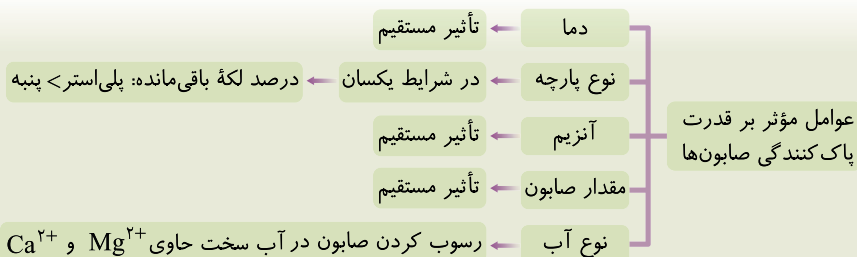 عوامل مؤثر بر قدرت
پاک‌کنندگی صابون‌ها
دما
تأثیر مستقیم
نوع پارچه
در شرایط یکسان
درصد لکهٔ باقی‌مانده: پلی‌استر > پنبه
آنزیم
تأثیر مستقیم
مقدار صابون
تأثیر مستقیم
نوع آب
رسوب کردن صابون در آب سخت حاوی Mg²⁺ و Ca²⁺